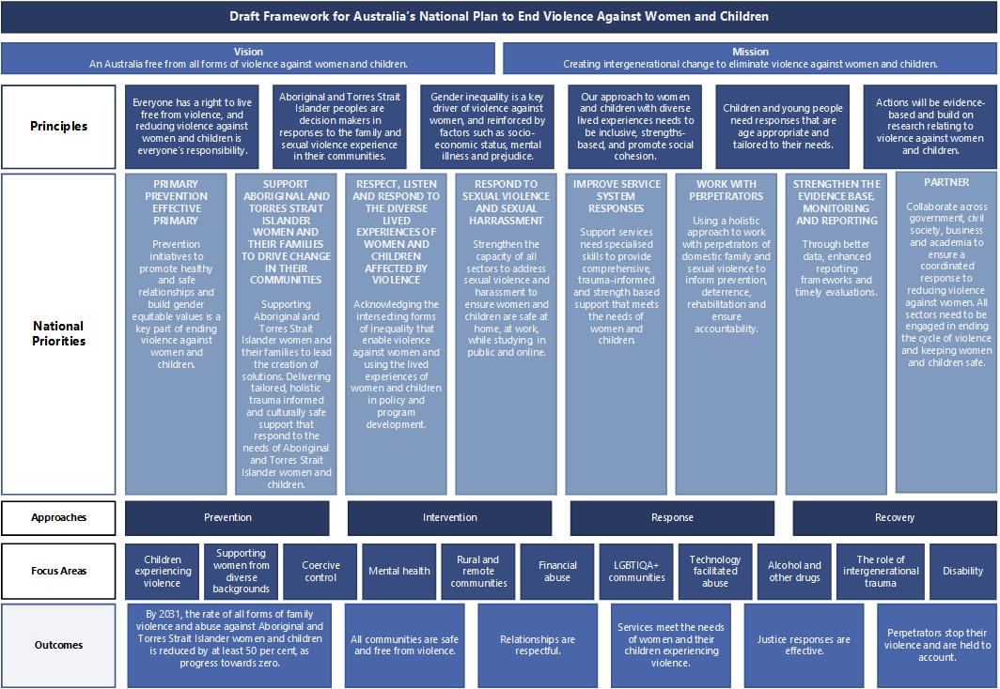 Draft Framework for Australia's National Plan to End Violence Against Women and Children
Vision
An Australia free from all forms of violence against women and children.
Mission
Creating intergenerational change to eliminate violence against women and children.
Principles
Everyone has a right to live
free from violence, and
reducing violence against
women and children is
everyone's responsibility.
Aboriginal and Torres Strait
Islander peoples are
decision makers in
responses to the family and
sexual violence experience
in their communities.
Gender inequality is a key
driver of violence against
women, and reinforced by
factors such as socio-
economic status, mental
illness and prejudice.
Our approach to women
and children with diverse
lived experiences needs to
be inclusive, strengths-
based, and promote social
cohesion.
Children and young people
need responses that are
age appropriate and
tailored to their needs.
Actions will be evidence-
based and build on
research relating to
violence against women
and children.
National
Priorities
PRIMARY
PREVENTION
EFFECTIVE
PRIMARY
Prevention
initiatives to
promote healthy
and safe
relationships and
build gender
equitable values is a
key part of ending
violence against
women and
children.
SUPPORT
ABORIGINAL AND
TORRES STRAIT
ISLANDER
WOMEN AND
THEIR FAMILIES
TO DRIVE CHANGE
IN THEIR
COMMUNITIES
Supporting
Aboriginal and
Torres Strait
Islander women and
their families to lead
the creation of
solutions. Delivering
tailored, holistic
trauma informed
and culturally safe
support that
respond to the
needs of Aboriginal
and Torres Strait
Islander women and
children.
RESPECT, LISTEN
AND RESPOND TO
THE DIVERSE
LIVED
EXPERIENCES OF
WOMEN AND
CHILDREN
AFFECTED BY
VIOLENCE
Acknowledging the
intersecting forms
of inequality that
enable violence
against women and
using the lived
experiences of
women and children
in policy and
program
development.
RESPOND TO
SEXUAL VIOLENCE
AND SEXUAL
HARRASSMENT
Strengthen the
capacity of all
sectors to address
sexual violence and
harassment to
ensure women and
children are safe at
home, at work,
while studying, in
public and online.
IMPROVE SERVICE
SYSTEM
RESPONSES
Support services
need specialised
skills to provide
comprehensive,
trauma-informed
and strength based
support that meets
the needs of
women and
children.
WORK WITH
PERPETRATORS
Using a holistic
approach to work
with perpetrators of
domestic family and
sexual violence to
inform prevention,
deterrence,
rehabilitation and
ensure
accountability.
STRENGTHEN THE
EVIDENCE BASE,
MONITORING
AND REPORTING
Through better
data, enhanced
reporting
frameworks and
timely evaluations.
PARTNER
Collaborate across
government, civil
society, business
and academia to
ensure a
coordinated
response to
reducing violence
against women. All
sectors need to be
engaged in ending
the cycle of violence
and keeping women
and children safe.
Approaches
Prevention
Intervention
Response
Recovery
Focus Areas
Children
experiencing
violence
Supporting
women from
diverse
backgrounds
Coercive
control
Mental health
Rural and
remote
communities
Financial
abuse
LGBTIQA+
communities
Technology
facilitated
abuse
Alcohol and
other drugs
The role of
intergenerational
trauma
Disability
Outcomes
By 2031, the rate of all forms of family
violence and abuse against Aboriginal and
Torres Strait Islander women and children
is reduced by at least 50 per cent, as
progress towards zero.
All communities are safe
and free from violence.
Relationships are
respectful.
Services meet the needs
of women and their
children experiencing
violence.
Justice responses are
effective.
Perpetrators stop their
violence and are held to
account.